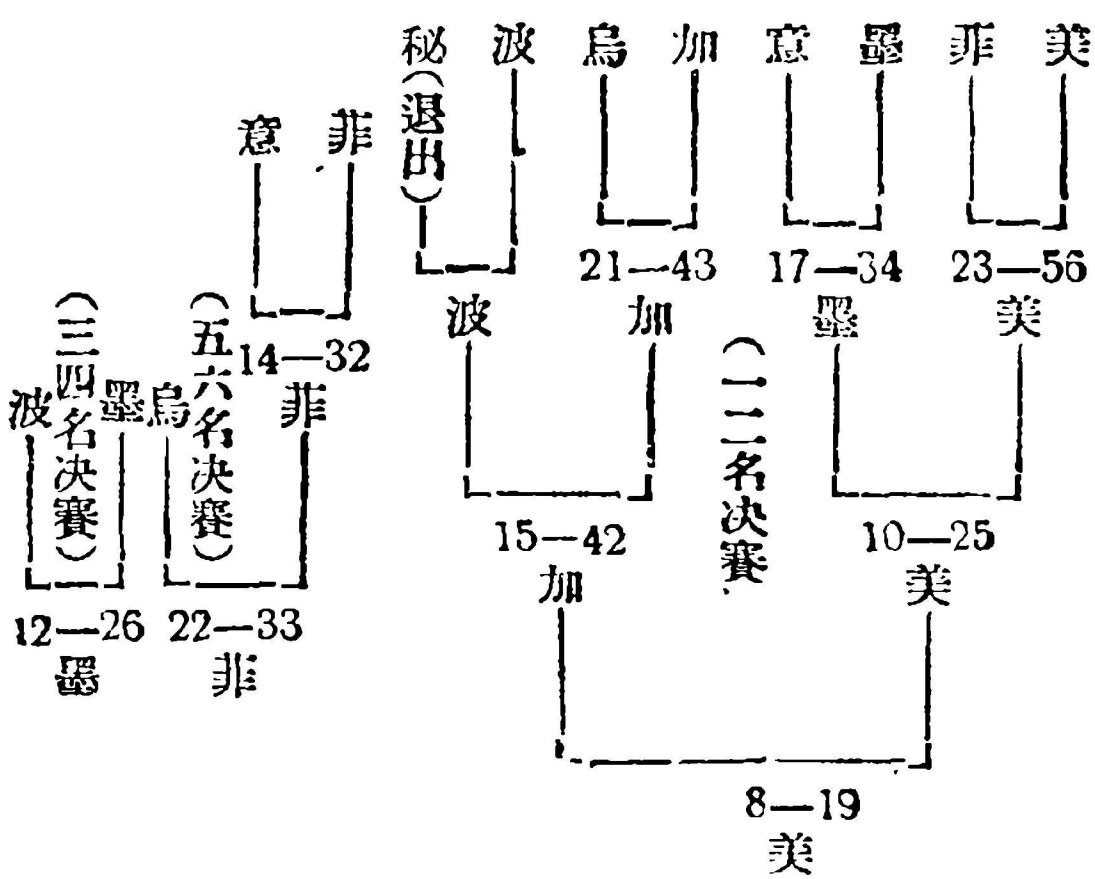 秘（退出） 波 烏 加 意 墨 菲 美
意 菲
21—43 17—34 23—56
波 加 墨 美
14—32
菲
波 墨 烏
（三四名決賽）
（五六名決賽）
（一二名決賽）
15—42 10—25
加 美
12—26 22—33
墨 菲
8—19
美